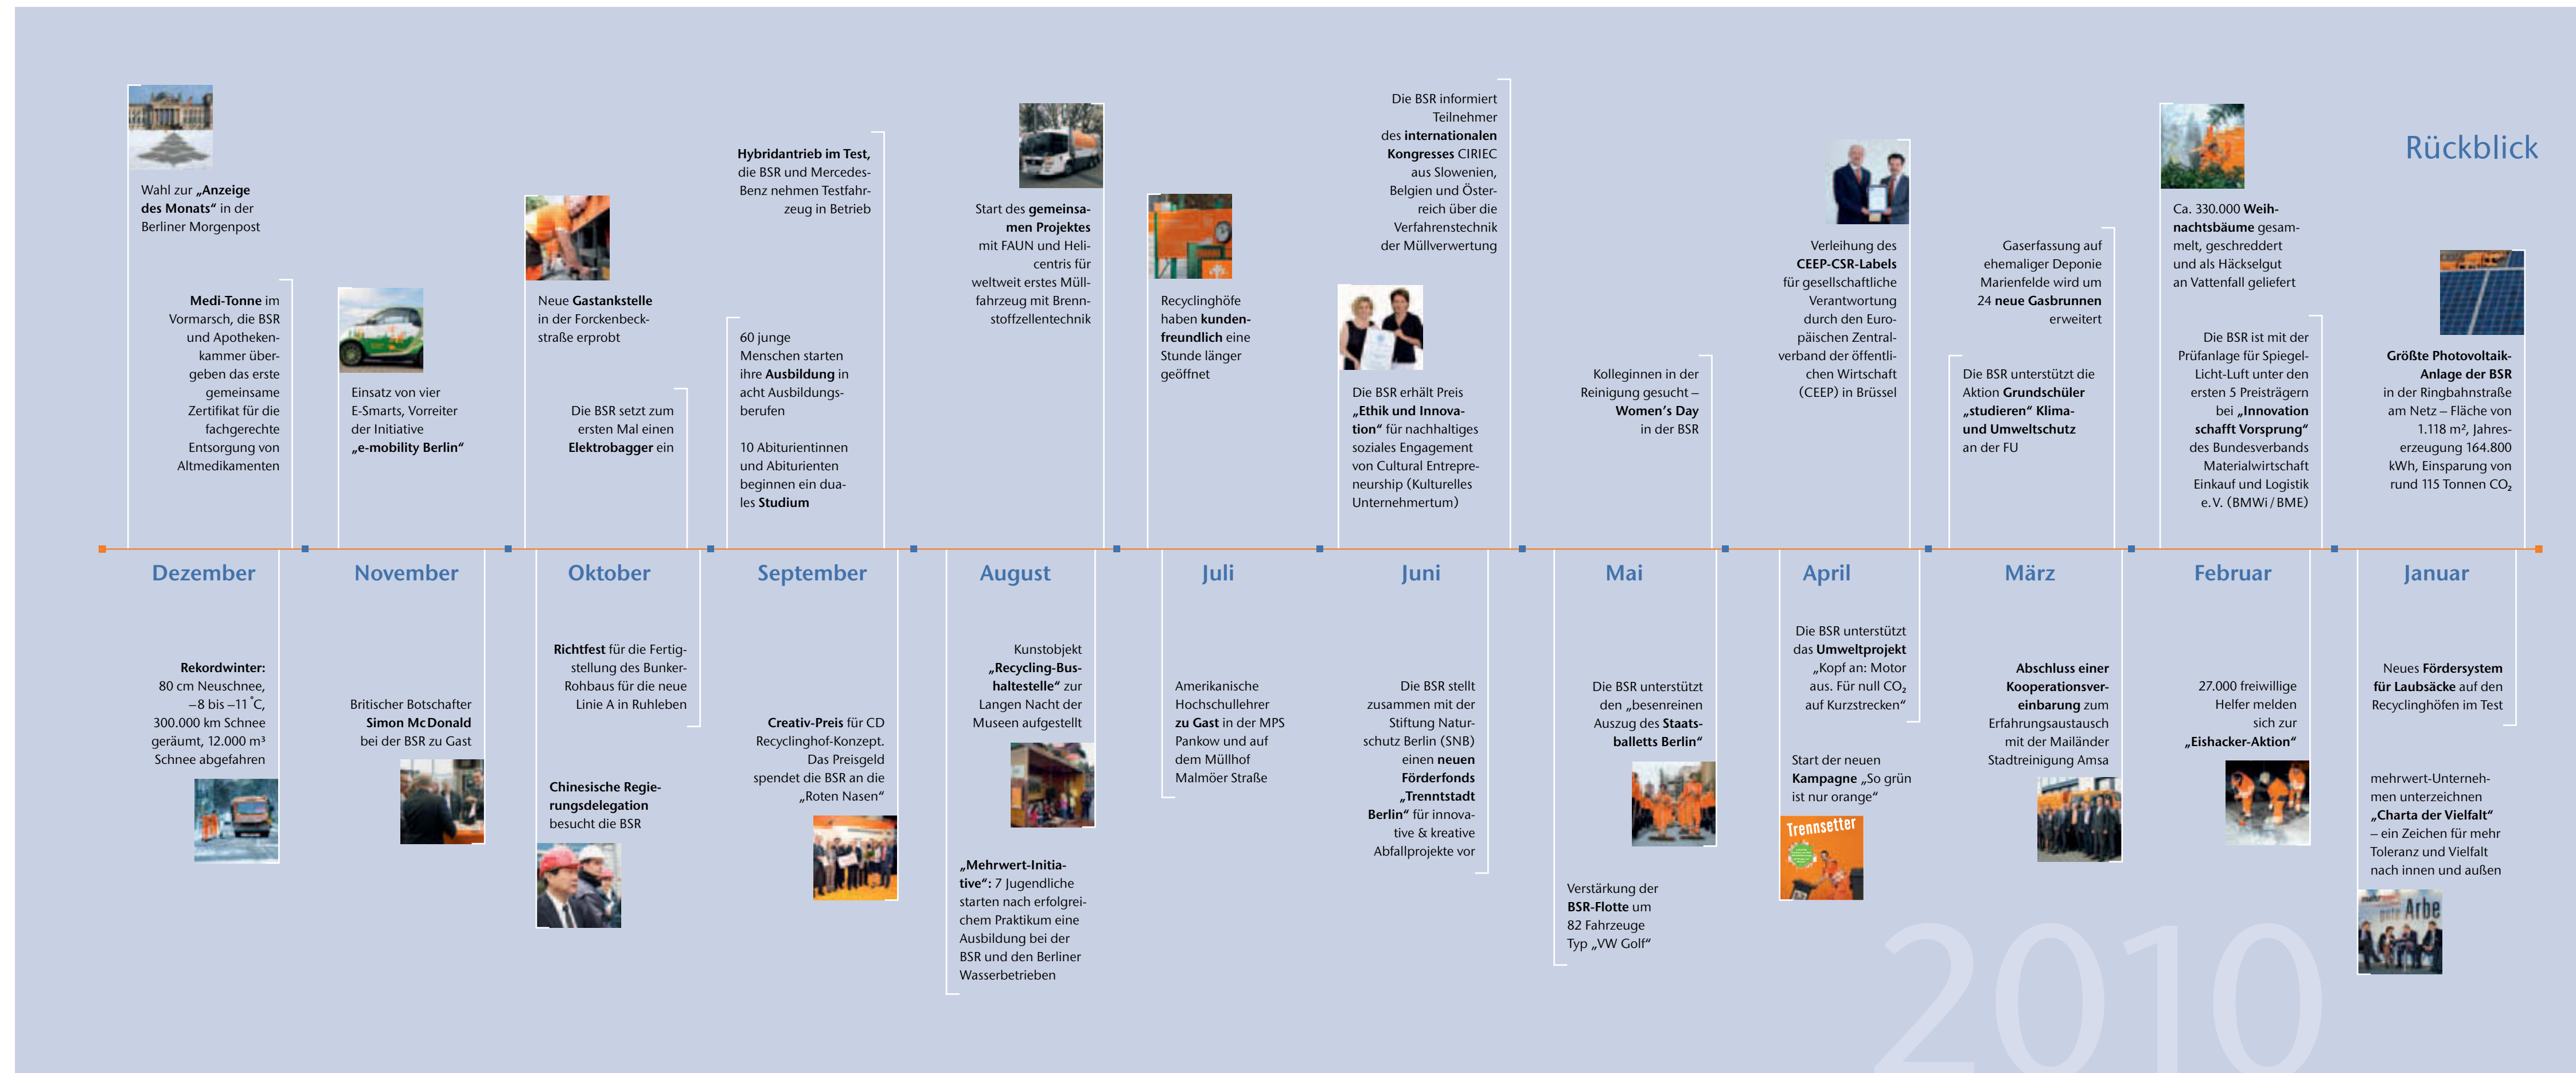 Rückblick
Wahl zur „Anzeige
des Monats“ in der
Berliner Morgenpost
Medi-Tonne im
Vormarsch, die BSR
und Apotheken-
kammer über-
geben das erste
gemeinsame
Zertifikat für die
fachgerechte
Entsorgung von
Altmedikamenten
Einsatz von vier
E-Smarts, Vorreiter
der Initiative
„e-mobility Berlin“
Neue Gastankstelle
in der Forckenbeck-
straße erprobt
Die BSR setzt zum
ersten Mal einen
Elektrobagger ein
Hybridantrieb im Test,
die BSR und Mercedes-
Benz nehmen Testfahr-
zeug in Betrieb
60 junge
Menschen starten
ihre Ausbildung in
acht Ausbildungs-
berufen
10 Abiturientinnen
und Abiturienten
beginnen ein dua-
les Studium
Start des gemeinsa-
men Projektes
mit FAUN und Heli-
centris für
weltweit erstes Müll-
fahrzeug mit Brenn-
stoffzellentechnik
Recyclinghöfe
haben kunden-
freundlich eine
Stunde länger
geöffnet
Die BSR informiert
Teilnehmer
des internationalen
Kongresses CIRIEC
aus Slowenien,
Belgien und Öster-
reich über die
Verfahrenstechnik
der Müllverwertung
Die BSR erhält Preis
„Ethik und Innova-
tion“ für nachhaltiges
soziales Engagement
von Cultural Entrepre-
neurship (Kulturelles
Unternehmertum)
Kolleginnen in der
Reinigung gesucht –
Women’s Day
in der BSR
Verleihung des
CEEP-CSR-Labels
für gesellschaftliche
Verantwortung
durch den Euro-
päischen Zentral-
verband der öffentli-
chen Wirtschaft
(CEEP) in Brüssel
Gaserfassung auf
ehemaliger Deponie
Marienfelde wird um
24 neue Gasbrunnen
erweitert
Die BSR unterstützt die
Aktion Grundschüler
„studieren“ Klima-
und Umweltschutz
an der FU
Ca. 330.000 Weih-
nachtsbäume gesam-
melt, geschreddert
und als Häckselgut
an Vattenfall geliefert
Die BSR ist mit der
Prüfanlage für Spiegel-
Licht-Luft unter den
ersten 5 Preisträgern
bei „Innovation
schafft Vorsprung“
des Bundesverbands
Materialwirtschaft
Einkauf und Logistik
e. V. (BMWi / BME)
Größte Photovoltaik-
Anlage der BSR
in der Ringbahnstraße
am Netz – Fläche von
1.118 m², Jahres-
erzeugung 164.800
kWh, Einsparung von
rund 115 Tonnen CO₂
Dezember November Oktober September August Juli Juni Mai April März Februar Januar
Rekordwinter:
80 cm Neuschnee,
–8 bis –11 °C,
300.000 km Schnee
geräumt, 12.000 m³
Schnee abgefahren
Britischer Botschafter
Simon McDonald
bei der BSR zu Gast
Richtfest für die Fertig-
stellung des Bunker-
Rohbaus für die neue
Linie A in Ruhleben
Chinesische Regie-
rungsdelegation
besucht die BSR
Creativ-Preis für CD
Recyclinghof-Konzept.
Das Preisgeld
spendet die BSR an die
„Roten Nasen“
Kunstobjekt
„Recycling-Bus-
haltestelle“ zur
Langen Nacht der
Museen aufgestellt
„Mehrwert-Initia-
tive“: 7 Jugendliche
starten nach erfolgrei-
chem Praktikum eine
Ausbildung bei der
BSR und den Berliner
Wasserbetrieben
Amerikanische
Hochschullehrer
zu Gast in der MPS
Pankow und auf
dem Müllhof
Malmöer Straße
Die BSR stellt
zusammen mit der
Stiftung Natur-
schutz Berlin (SNB)
einen neuen
Förderfonds
„Trenntstadt
Berlin“ für innova-
tive & kreative
Abfallprojekte vor
Die BSR unterstützt
den „besenreinen
Auszug des Staats-
balletts Berlin“
Verstärkung der
BSR-Flotte um
82 Fahrzeuge
Typ „VW Golf“
Die BSR unterstützt
das Umweltprojekt
„Kopf an: Motor
aus. Für null CO₂
auf Kurzstrecken“
Start der neuen
Kampagne „So grün
ist nur orange“
Trennsetter
Abschluss einer
Kooperationsver-
einbarung zum
Erfahrungsaustausch
mit der Mailänder
Stadtreinigung Amsa
27.000 freiwillige
Helfer melden
sich zur
„Eishacker-Aktion“
Neues Fördersystem
für Laubsäcke auf den
Recyclinghöfen im Test
mehrwert-Unterneh-
men unterzeichnen
„Charta der Vielfalt“
– ein Zeichen für mehr
Toleranz und Vielfalt
nach innen und außen
gute Arbe
2010